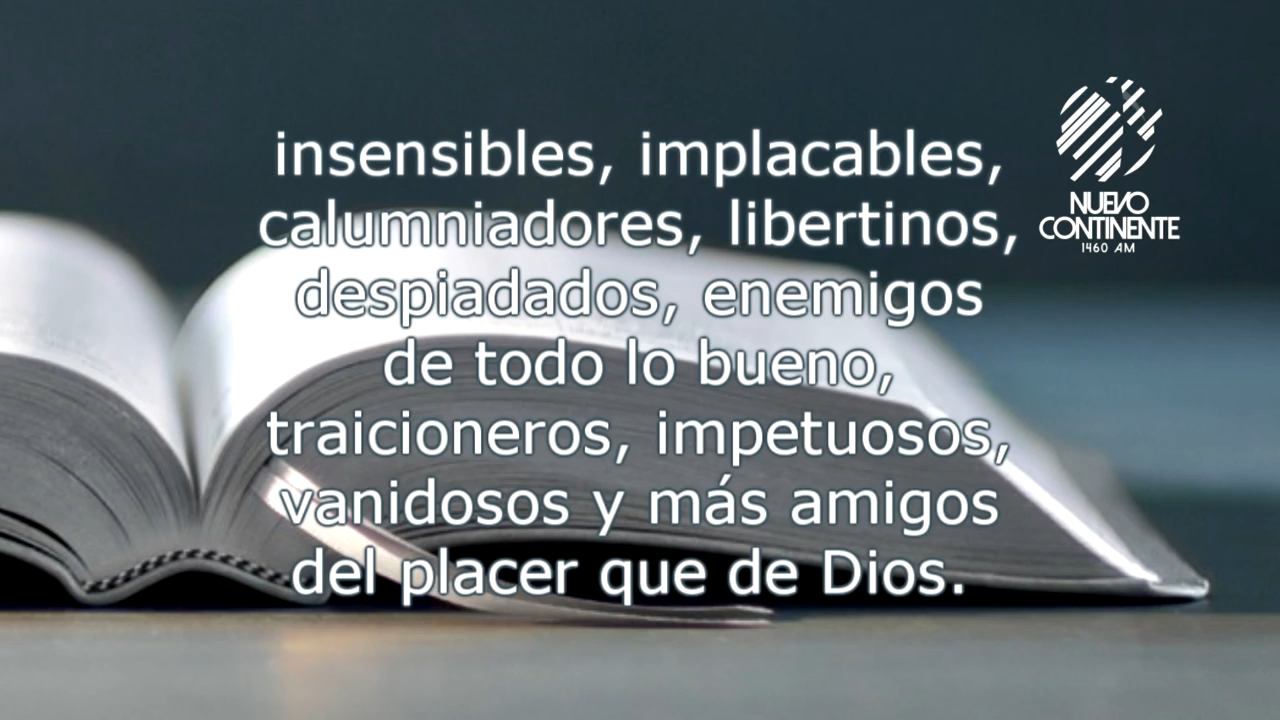 insensibles, implacables,
calumniadores, libertinos,
despiadados, enemigos
de todo lo bueno,
traicioneros, impetuosos,
vanidosos y más amigos
del placer que de Dios.
NUEVO
CONTINENTE
1460 AM